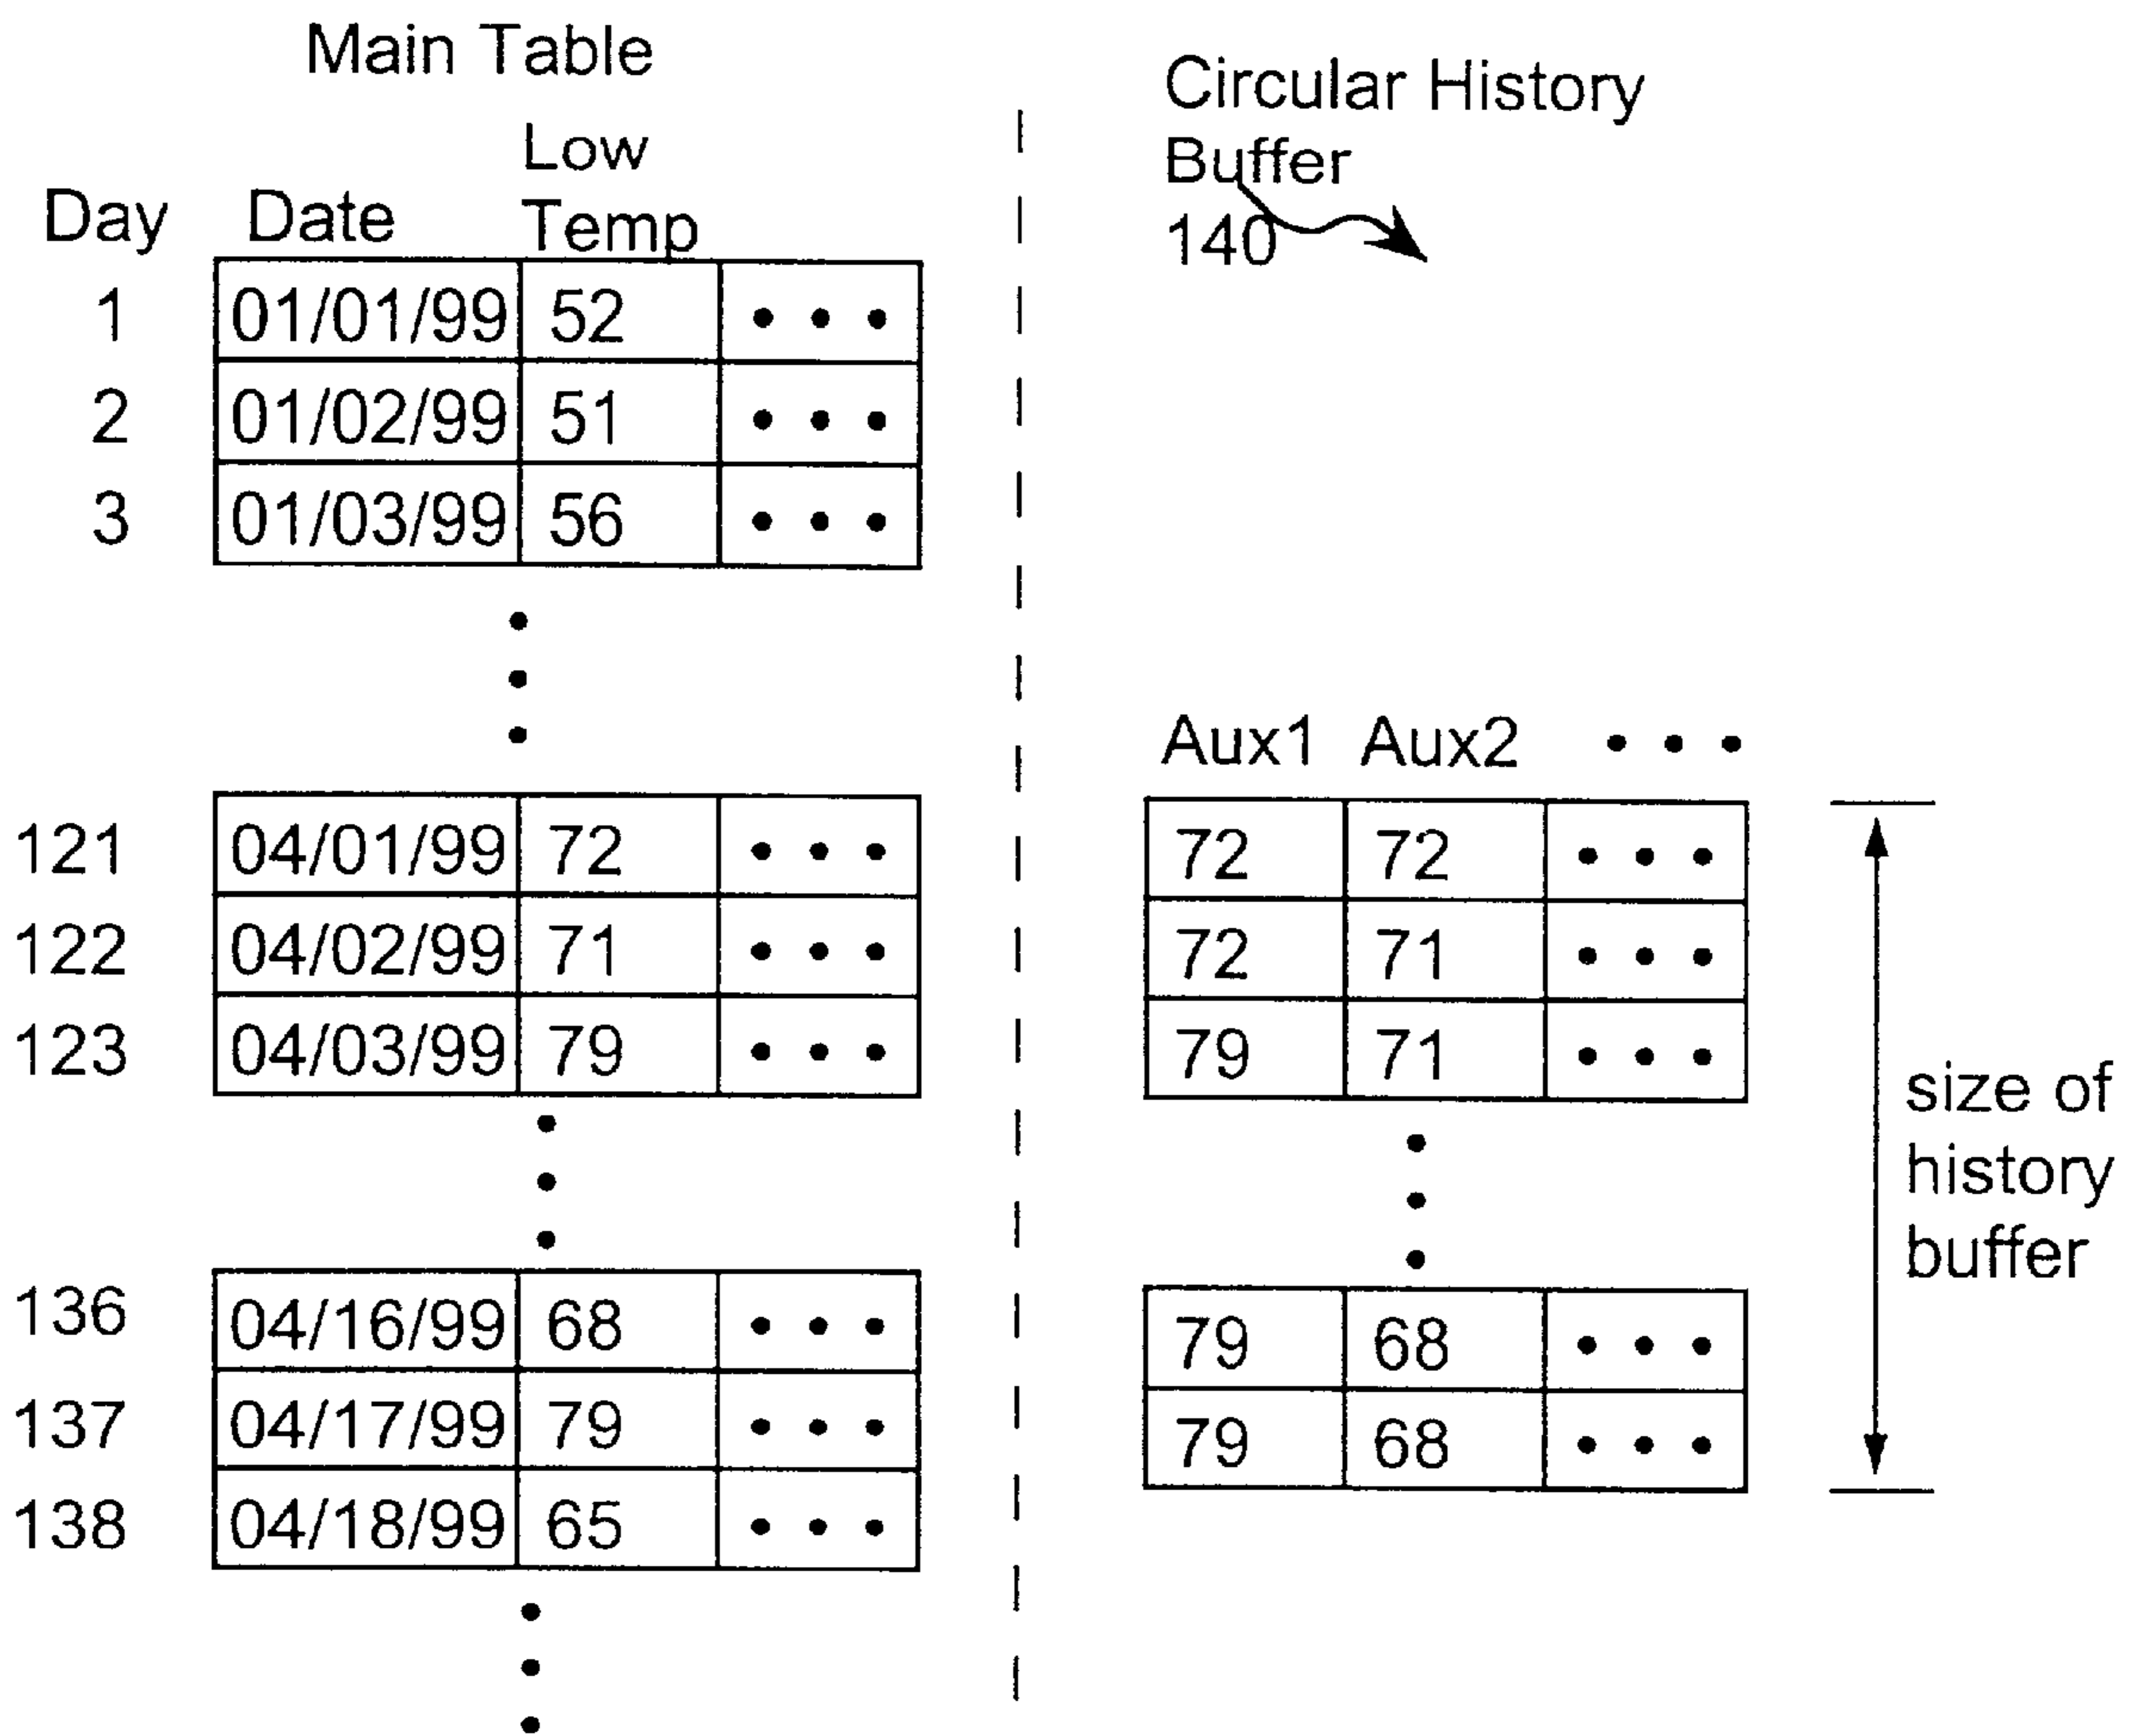 Main Table
Day Date Low Temp
1 01/01/99 52 • • •
2 01/02/99 51 • • •
3 01/03/99 56 • • •
121 04/01/99 72 • • •
122 04/02/99 71 • • •
123 04/03/99 79 • • •
136 04/16/99 68 • • •
137 04/17/99 79 • • •
138 04/18/99 65 • • •
Circular History
Buffer
140
Aux1 Aux2 • • •
72 72 • • •
72 71 • • •
79 71 • • •
79 68 • • •
79 68 • • •
size of
history
buffer